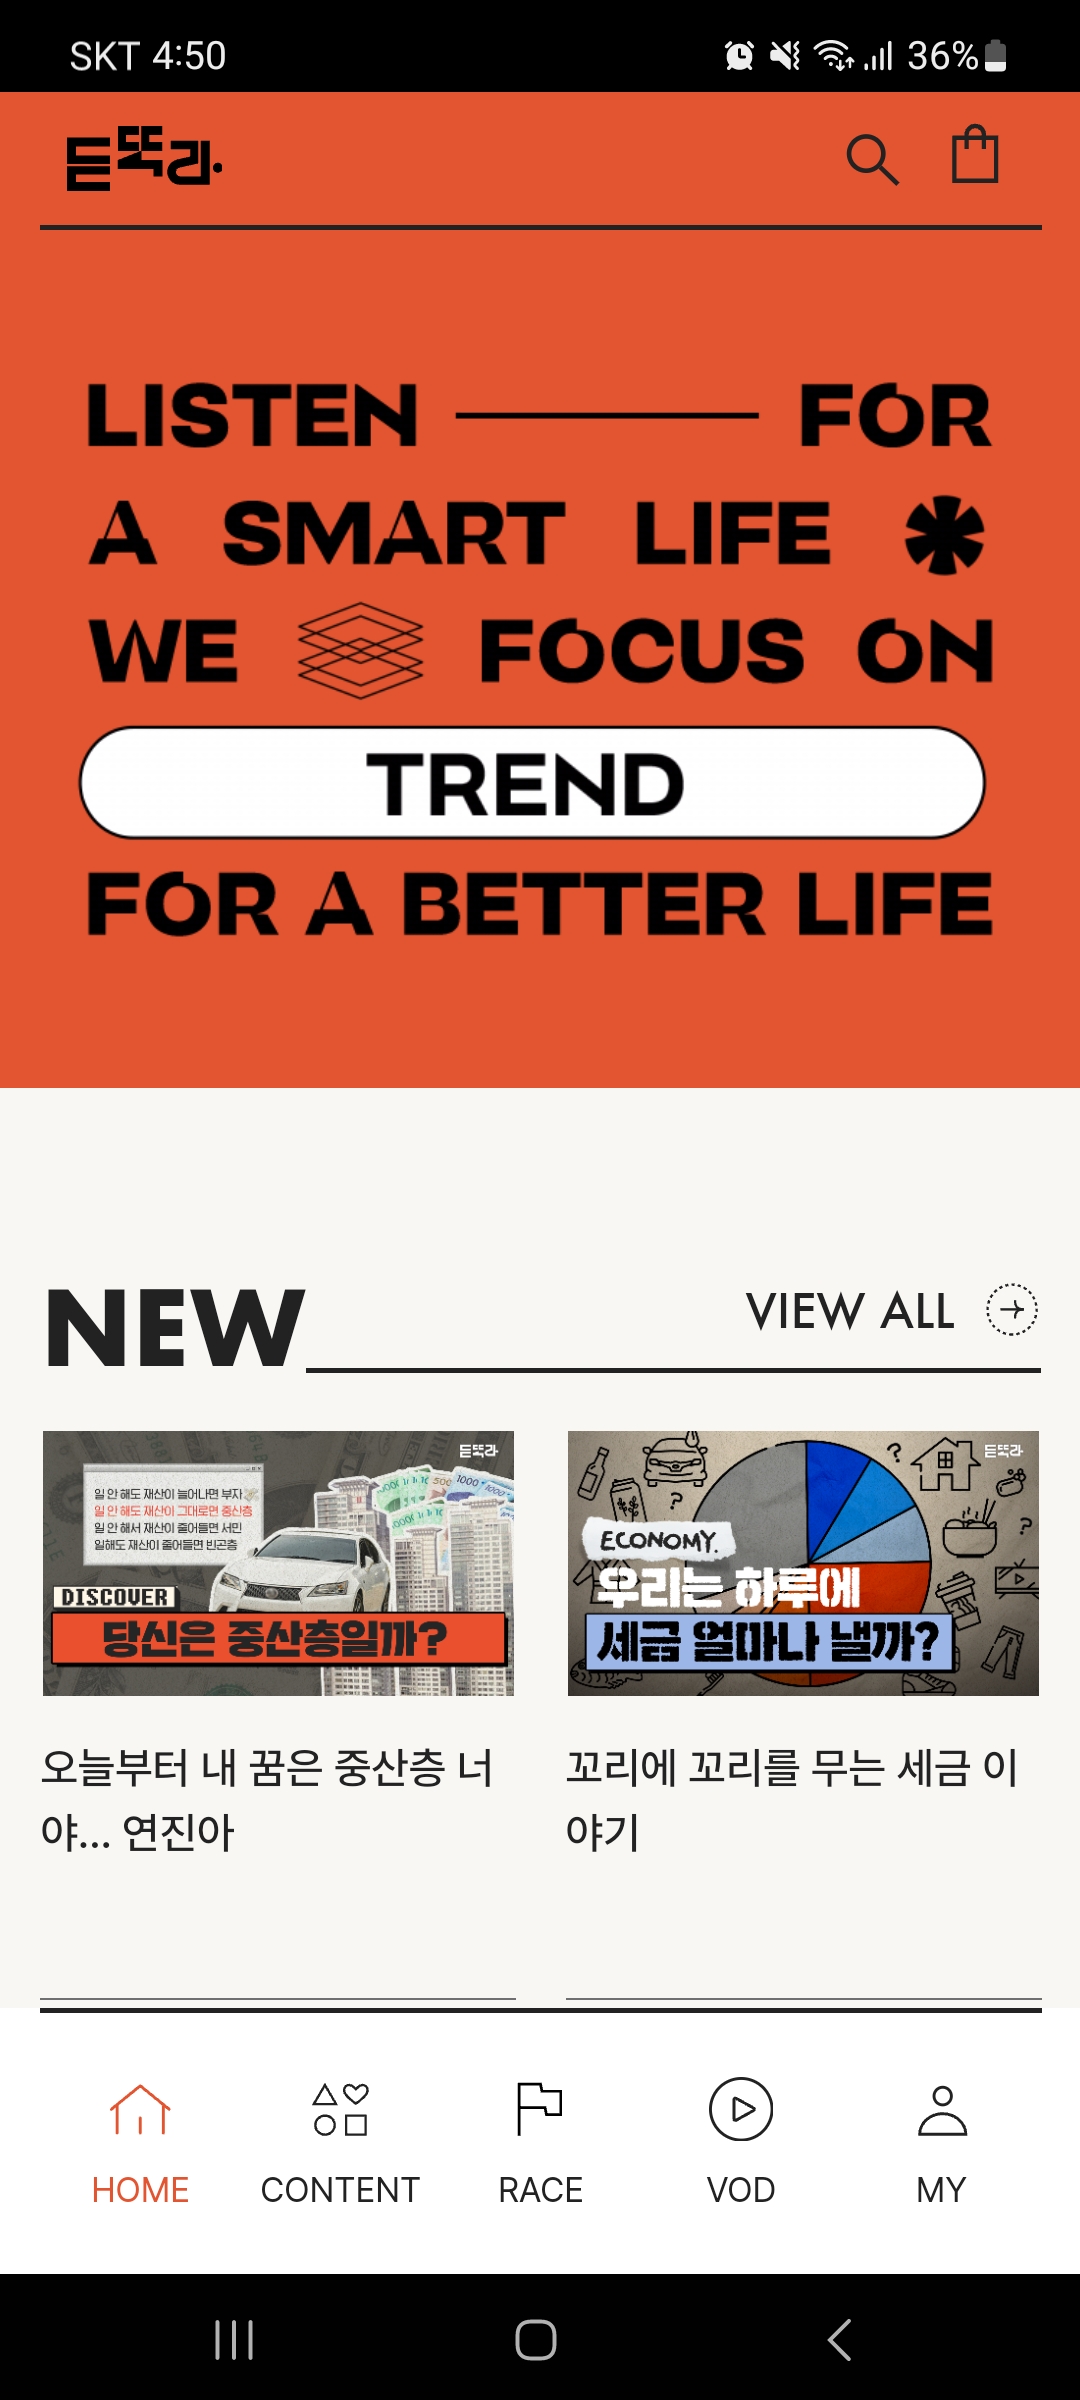 SKT 4:50
36%
듣똑라.
LISTEN FOR
A SMART LIFE
WE FOCUS ON
TREND
FOR A BETTER LIFE
NEW
VIEW ALL
듣똑라
일 안 해도 재산이 늘어나면 부자
일 안 해도 재산이 그대로면 중산층
일 안 해서 재산이 줄어들면 서민
일해도 재산이 줄어들면 빈곤층
DISCOVER
당신은 중산층일까?
듣똑라
ECONOMY.
우리는 하루에
세금 얼마나 낼까?
오늘부터 내 꿈은 중산층 너
야... 연진아
꼬리에 꼬리를 무는 세금 이
야기
HOME
CONTENT
RACE
VOD
MY